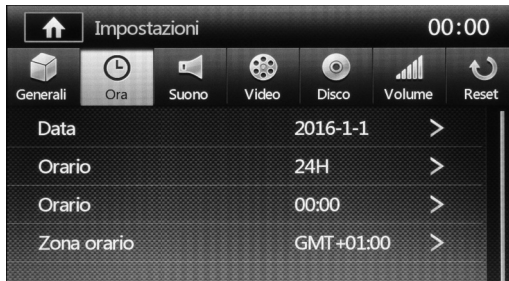 Impostazioni 00:00
Generali Ora Suono Video Disco Volume Reset
Data 2016-1-1 >
Orario 24H >
Orario 00:00 >
Zona orario GMT+01:00 >